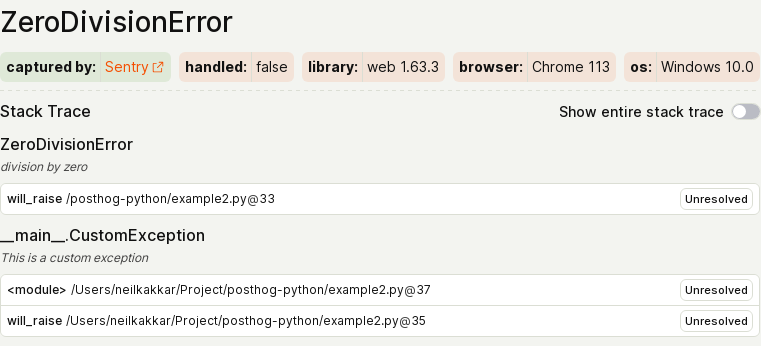 ZeroDivisionError
captured by: Sentry handled: false library: web 1.63.3 browser: Chrome 113 os: Windows 10.0
Stack Trace Show entire stack trace
ZeroDivisionError
division by zero
will_raise /posthog-python/example2.py@33 Unresolved
__main__.CustomException
This is a custom exception
<module> /Users/neilkakkar/Project/posthog-python/example2.py@37 Unresolved
will_raise /Users/neilkakkar/Project/posthog-python/example2.py@35 Unresolved